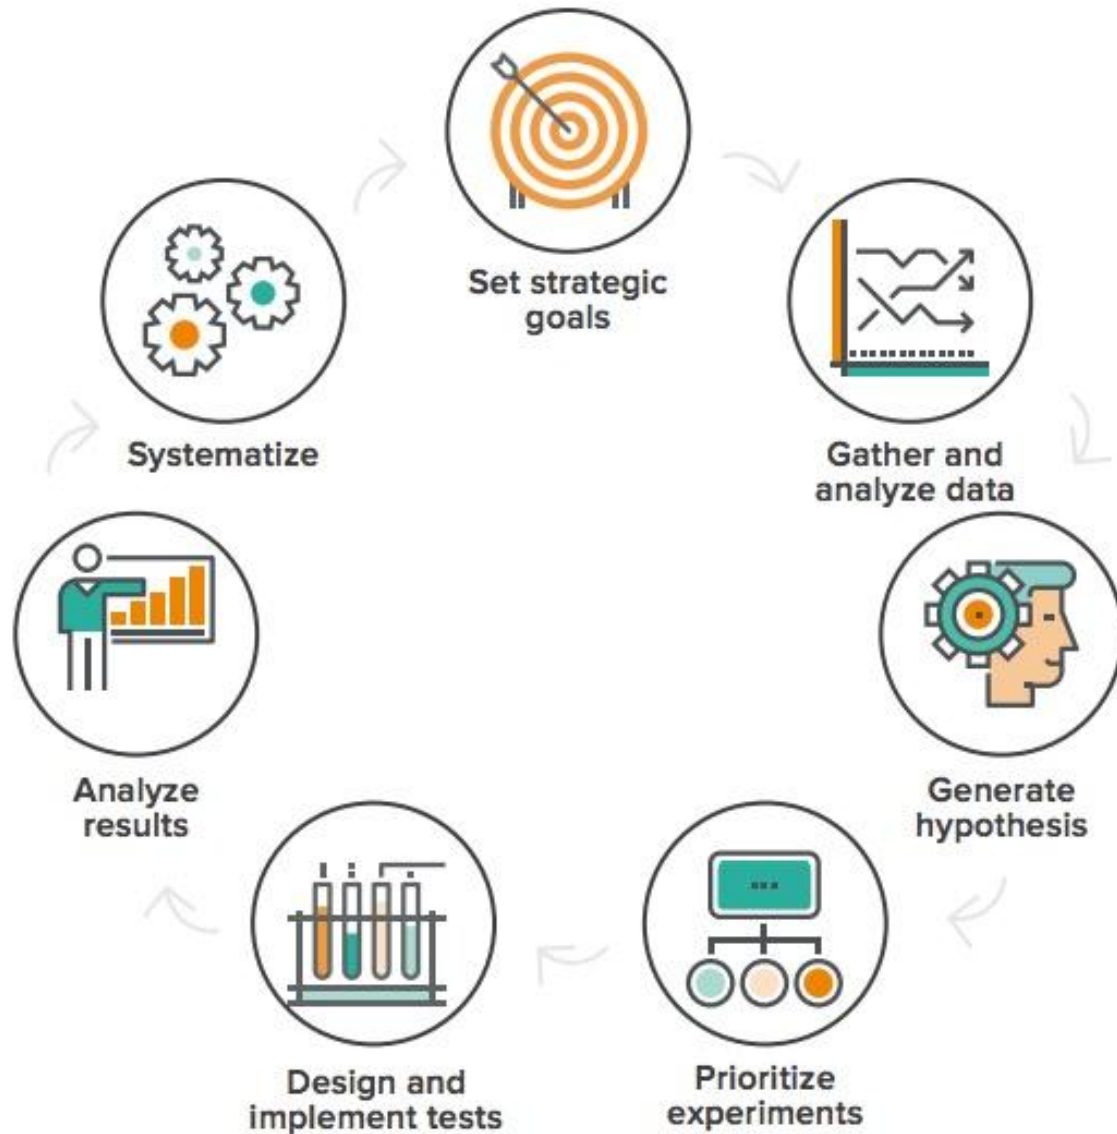 Set strategic
goals
Gather and
analyze data
Generate
hypothesis
Prioritize
experiments
Design and
implement tests
Analyze
results
Systematize